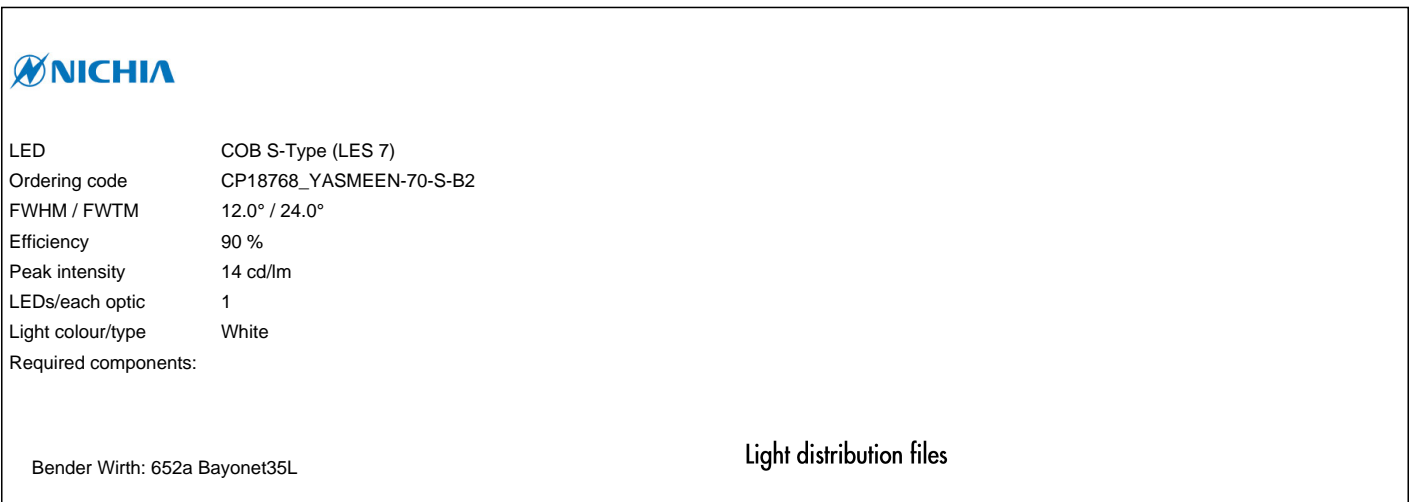 NICHIA
LED COB S-Type (LES 7)
Ordering code CP18768_YASMEEN-70-S-B2
FWHM / FWTM 12.0° / 24.0°
Efficiency 90 %
Peak intensity 14 cd/lm
LEDs/each optic 1
Light colour/type White
Required components:
Bender Wirth: 652a Bayonet35L
Light distribution files